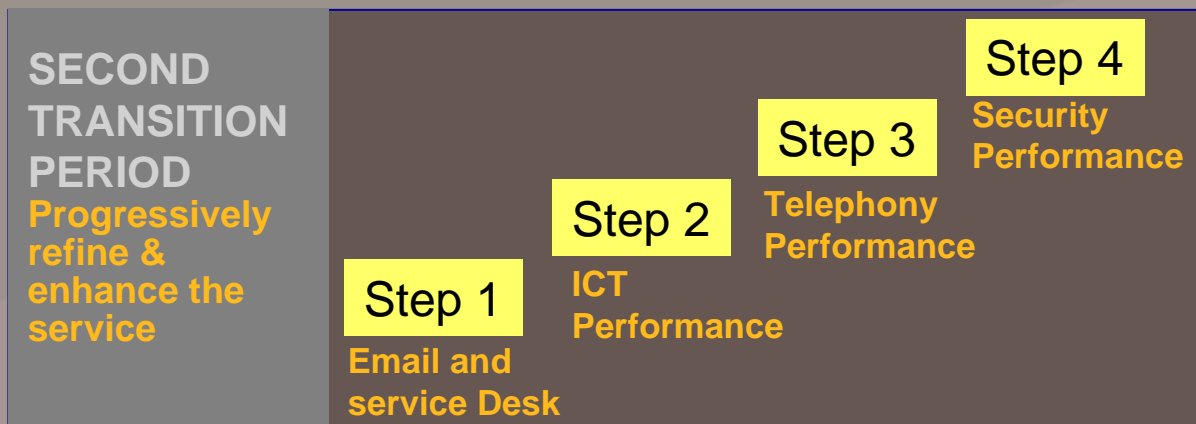 SECOND
TRANSITION
PERIOD
Progressively
refine &
enhance the
service
Step 1
Email and
service Desk
Step 2
ICT
Performance
Step 3
Telephony
Performance
Step 4
Security
Performance